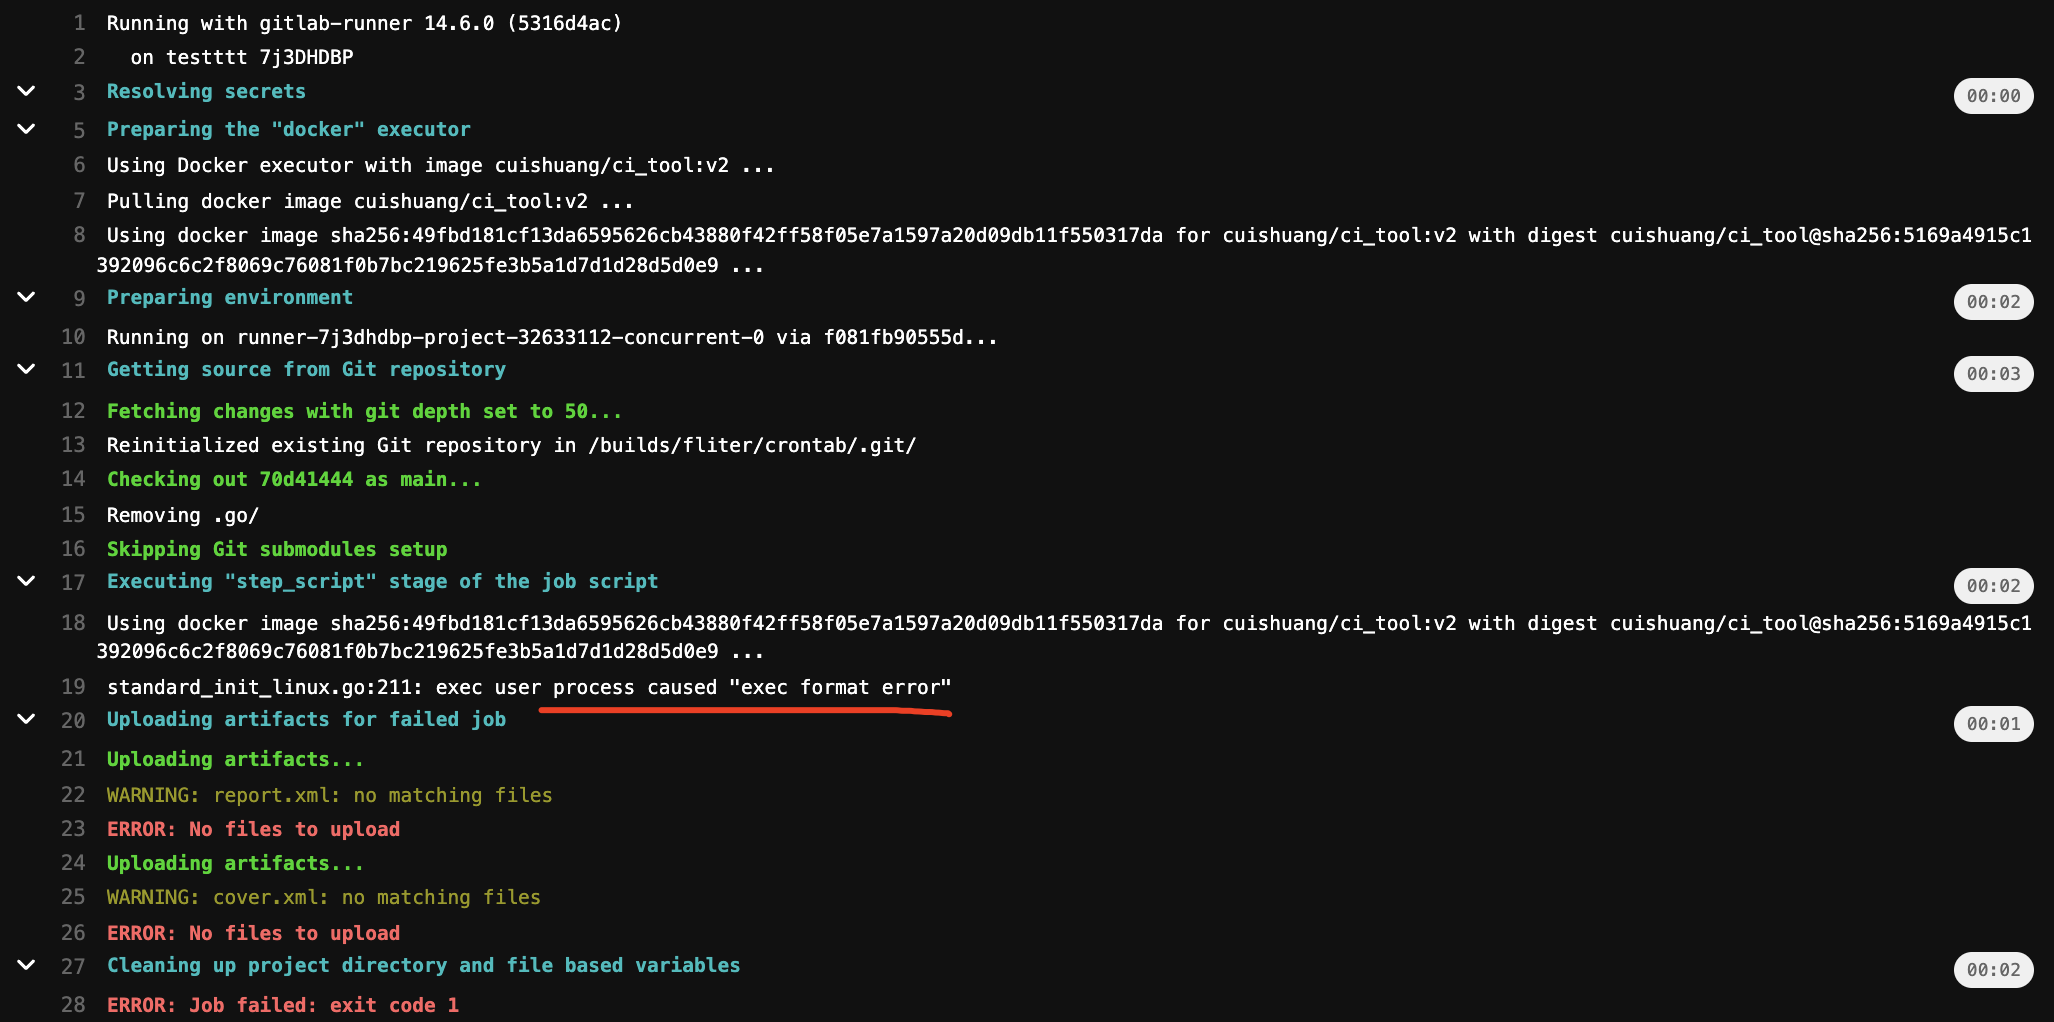 1 Running with gitlab-runner 14.6.0 (5316d4ac)
2 on testttt 7j3DHDBP
3 Resolving secrets 00:00
5 Preparing the "docker" executor
6 Using Docker executor with image cuishuang/ci_tool:v2 ...
7 Pulling docker image cuishuang/ci_tool:v2 ...
8 Using docker image sha256:49fbd181cf13da6595626cb43880f42ff58f05e7a1597a20d09db11f550317da for cuishuang/ci_tool:v2 with digest cuishuang/ci_tool@sha256:5169a4915c1
392096c6c2f8069c76081f0b7bc219625fe3b5a1d7d1d28d5d0e9 ...
9 Preparing environment 00:02
10 Running on runner-7j3dhdbp-project-32633112-concurrent-0 via f081fb90555d...
11 Getting source from Git repository 00:03
12 Fetching changes with git depth set to 50...
13 Reinitialized existing Git repository in /builds/fliter/crontab/.git/
14 Checking out 70d41444 as main...
15 Removing .go/
16 Skipping Git submodules setup
17 Executing "step_script" stage of the job script 00:02
18 Using docker image sha256:49fbd181cf13da6595626cb43880f42ff58f05e7a1597a20d09db11f550317da for cuishuang/ci_tool:v2 with digest cuishuang/ci_tool@sha256:5169a4915c1
392096c6c2f8069c76081f0b7bc219625fe3b5a1d7d1d28d5d0e9 ...
19 standard_init_linux.go:211: exec user process caused "exec format error"
20 Uploading artifacts for failed job 00:01
21 Uploading artifacts...
22 WARNING: report.xml: no matching files
23 ERROR: No files to upload
24 Uploading artifacts...
25 WARNING: cover.xml: no matching files
26 ERROR: No files to upload
27 Cleaning up project directory and file based variables 00:02
28 ERROR: Job failed: exit code 1